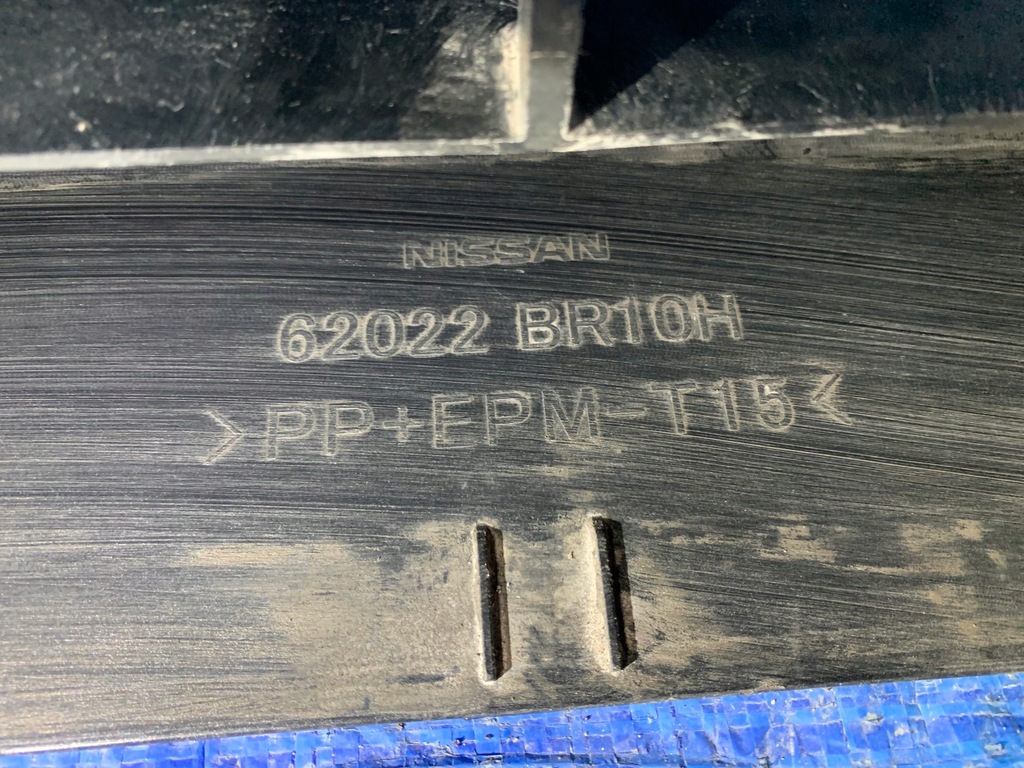 NISSAN
62022 BR10H
>PP+EPM-T15<